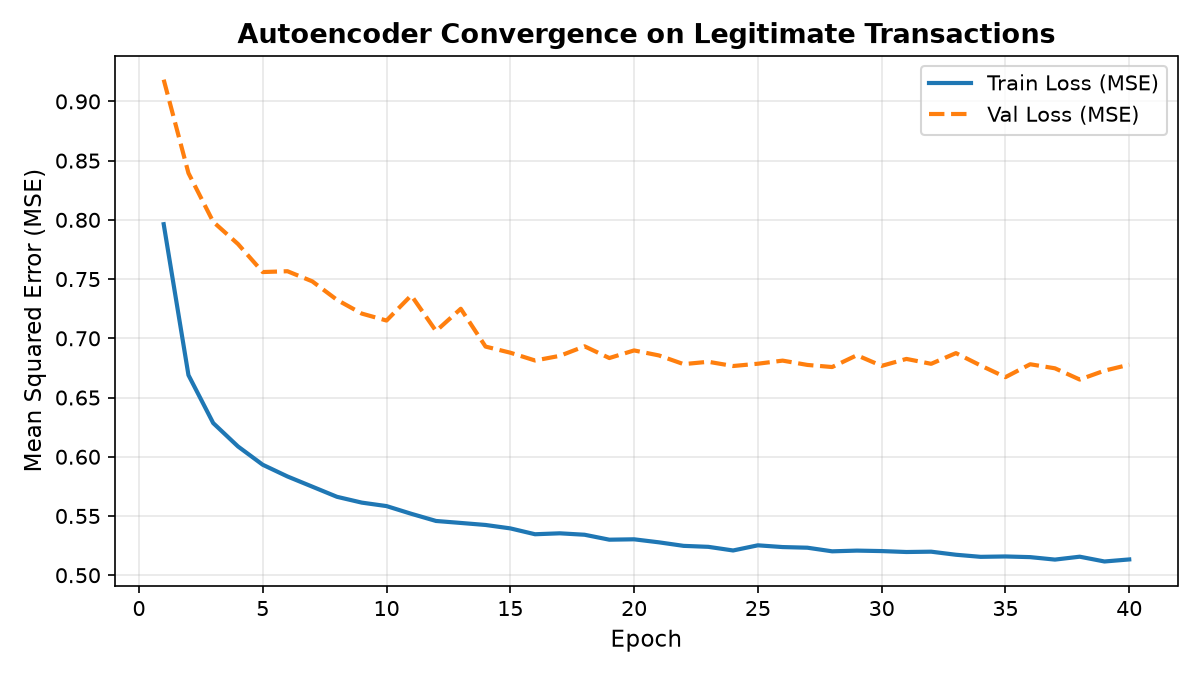 Autoencoder Convergence on Legitimate Transactions
Train Loss (MSE)
Val Loss (MSE)
Mean Squared Error (MSE)
0.90
0.85
0.80
0.75
0.70
0.65
0.60
0.55
0.50
0 5 10 15 20 25 30 35 40
Epoch